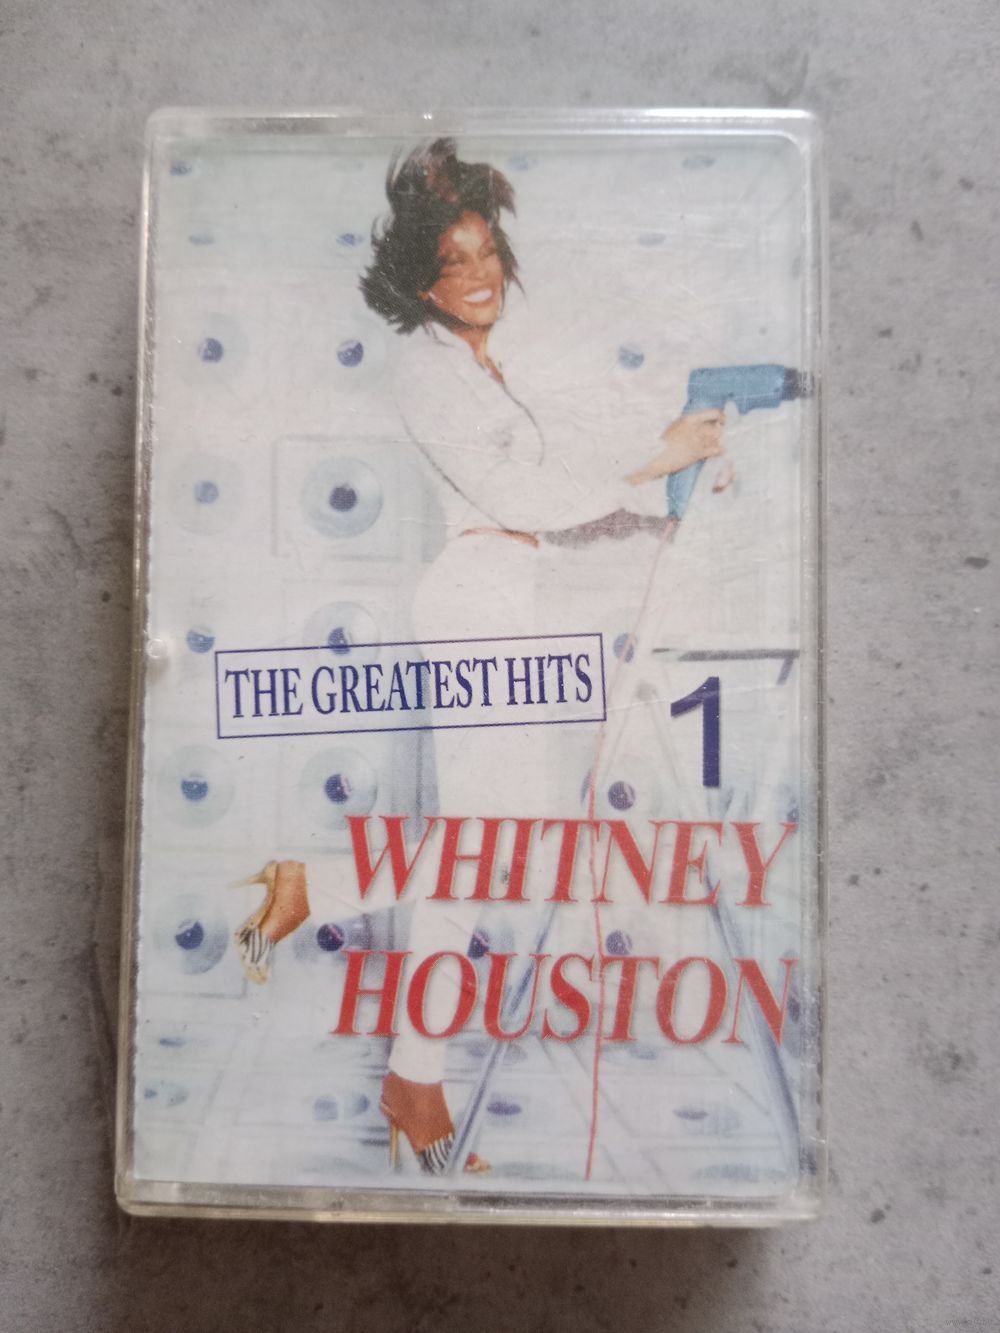 THE GREATEST HITS
1
WHITNEY
HOUSTON